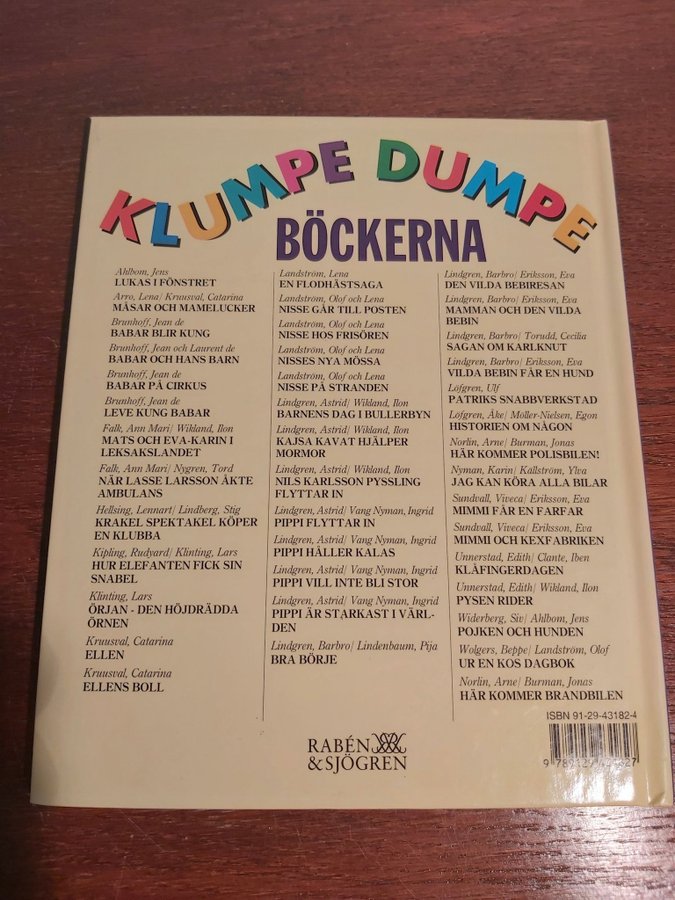 KLUMPE DUMPE
BÖCKERNA
Ahlbom, Jens
LUKAS I FÖNSTRET
Arro, Lena/ Kruusval, Catarina
MÅSAR OCH MAMELUCKER
Brunhoff, Jean de
BABAR BLIR KUNG
Brunhoff, Jean och Laurent de
BABAR OCH HANS BARN
Brunhoff, Jean de
BABAR PÅ CIRKUS
Brunhoff, Jean de
LEVE KUNG BABAR
Falk, Ann Mari/ Wikland, Ilon
MATS OCH EVA-KARIN I
LEKSAKSLANDET
Falk, Ann Mari/ Nygren, Tord
NÄR LASSE LARSSON ÅKTE
AMBULANS
Hellsing, Lennart/ Lindberg, Stig
KRAKEL SPEKTAKEL KÖPER
EN KLUBBA
Kipling, Rudyard/ Klinting, Lars
HUR ELEFANTEN FICK SIN
SNABEL
Klinting, Lars
ÖRJAN - DEN HÖJDRÄDDA
ÖRNEN
Kruusval, Catarina
ELLEN
Kruusval, Catarina
ELLENS BOLL
Landström, Lena
EN FLODHÄSTSAGA
Landström, Olof och Lena
NISSE GÅR TILL POSTEN
Landström, Olof och Lena
NISSE HOS FRISÖREN
Landström, Olof och Lena
NISSES NYA MÖSSA
Landström, Olof och Lena
NISSE PÅ STRANDEN
Lindgren, Astrid/ Wikland, Ilon
BARNENS DAG I BULLERBYN
Lindgren, Astrid/ Wikland, Ilon
KAJSA KAVAT HJÄLPER
MORMOR
Lindgren, Astrid/ Wikland, Ilon
NILS KARLSSON PYSSLING
FLYTTAR IN
Lindgren, Astrid/ Vang Nyman, Ingrid
PIPPI FLYTTAR IN
Lindgren, Astrid/ Vang Nyman, Ingrid
PIPPI HÅLLER KALAS
Lindgren, Astrid/ Vang Nyman, Ingrid
PIPPI VILL INTE BLI STOR
Lindgren, Astrid/ Vang Nyman, Ingrid
PIPPI ÄR STARKAST I VÄRL-
DEN
Lindgren, Barbro/ Lindenbaum, Pija
BRA BÖRJE
Lindgren, Barbro/ Eriksson, Eva
DEN VILDA BEBIRESAN
Lindgren, Barbro/ Eriksson, Eva
MAMMAN OCH DEN VILDA
BEBIN
Lindgren, Barbro/ Torudd, Cecilia
SAGAN OM KARLKNUT
Lindgren, Barbro/ Eriksson, Eva
VILDA BEBIN FÅR EN HUND
Löfgren, Ulf
PATRIKS SNABBVERKSTAD
Löfgren, Åke/ Möller-Nielsen, Egon
HISTORIEN OM NÅGON
Norlin, Arne/ Burman, Jonas
HÄR KOMMER POLISBILEN!
Nyman, Karin/ Källström, Ylva
JAG KAN KÖRA ALLA BILAR
Sundvall, Viveca/ Eriksson, Eva
MIMMI FÅR EN FARFAR
Sundvall, Viveca/ Eriksson, Eva
MIMMI OCH KEXFABRIKEN
Unnerstad, Edith/ Clante, Iben
KLÅFINGERDAGEN
Unnerstad, Edith/ Wikland, Ilon
PYSEN RIDER
Widerberg, Siv/ Ahlbom, Jens
POJKEN OCH HUNDEN
Wolgers, Beppe/ Landström, Olof
UR EN KOS DAGBOK
Norlin, Arne/ Burman, Jonas
HÄR KOMMER BRANDBILEN
ISBN 91-29-43182-4
RABÉN
& SJÖGREN